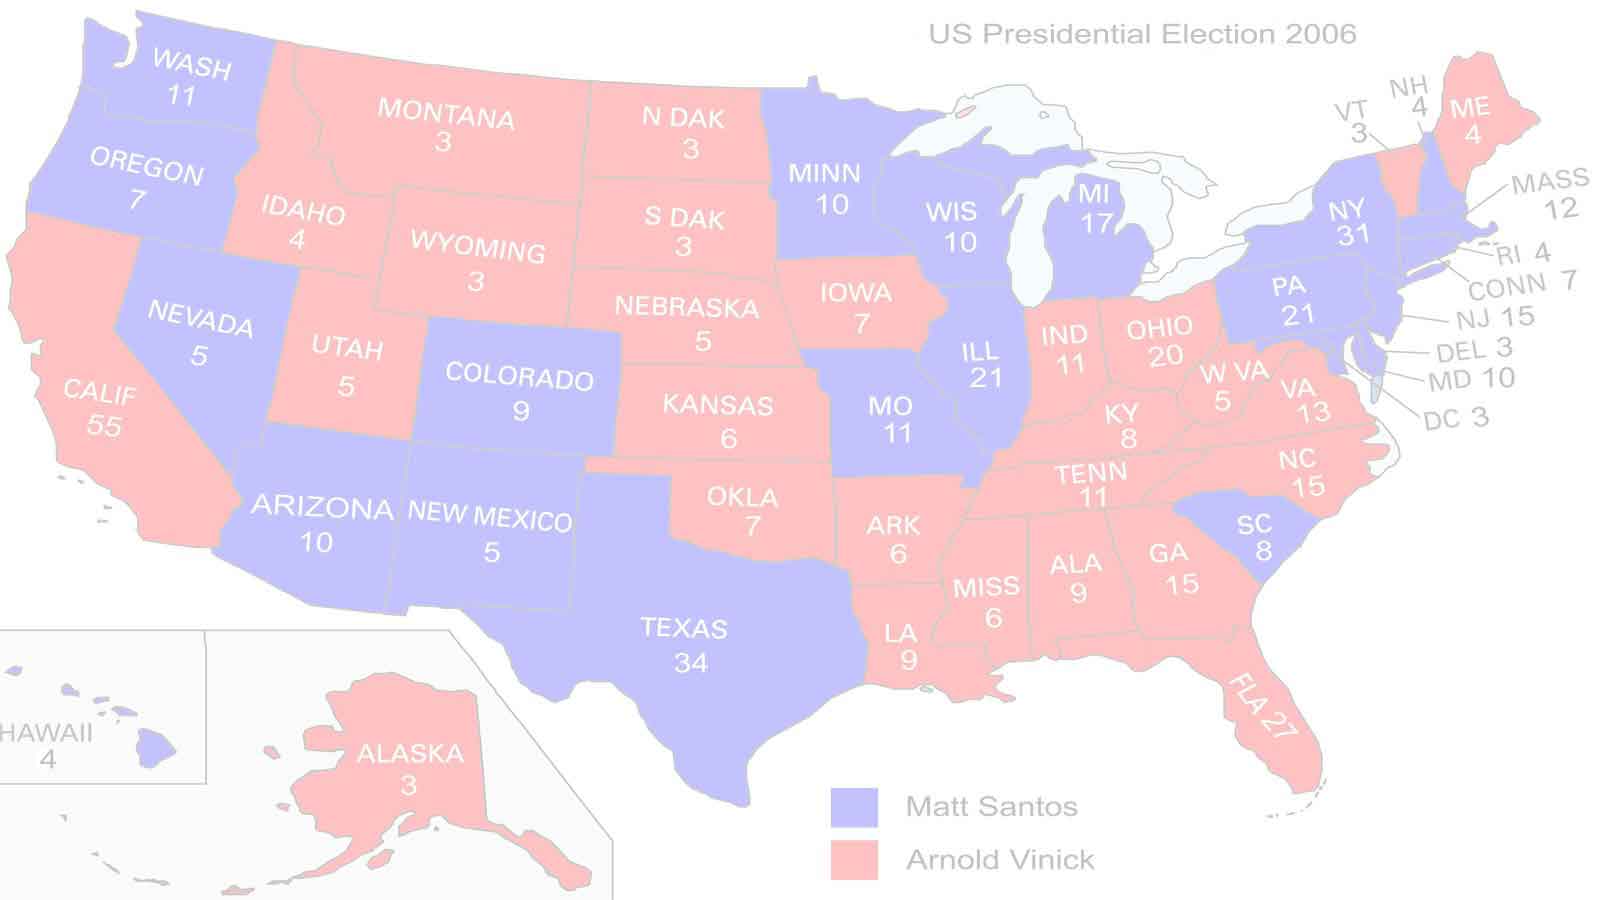 US Presidential Election 2006
WASH
11
OREGON
7
CALIF
55
NEVADA
5
IDAHO
4
MONTANA
3
WYOMING
3
UTAH
5
COLORADO
9
ARIZONA
10
NEW MEXICO
5
N DAK
3
S DAK
3
NEBRASKA
5
KANSAS
6
OKLA
7
TEXAS
34
MINN
10
IOWA
7
MO
11
ARK
6
LA
9
WIS
10
ILL
21
MI
17
IND
11
OHIO
20
KY
8
TENN
11
MISS
6
ALA
9
GA
15
FLA 27
SC
8
NC
15
VA
13
W VA
5
PA
21
NY
31
VT
3
NH
4
ME
4
MASS
12
RI 4
CONN 7
NJ 15
DEL 3
MD 10
DC 3
HAWAII
4
ALASKA
3
Matt Santos
Arnold Vinick